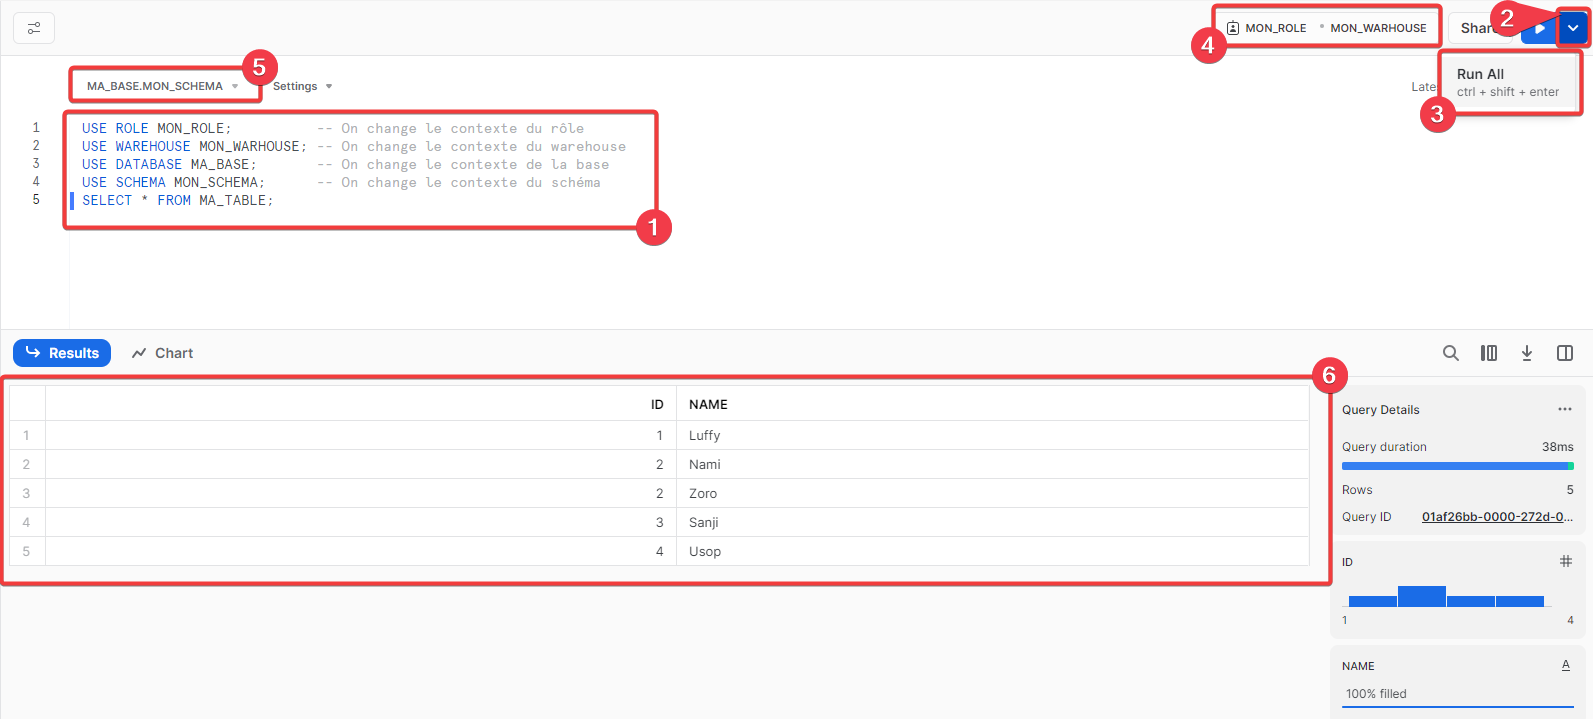 MON_ROLE MON_WARHOUSE
2
4
Run All
ctrl + shift + enter
3
5
MA_BASE.MON_SCHEMA Settings
1 USE ROLE MON_ROLE; -- On change le contexte du rôle
2 USE WAREHOUSE MON_WARHOUSE; -- On change le contexte du warehouse
3 USE DATABASE MA_BASE; -- On change le contexte de la base
4 USE SCHEMA MON_SCHEMA; -- On change le contexte du schéma
5 SELECT * FROM MA_TABLE;
1
Results Chart
6
ID NAME
1 1 Luffy
2 2 Nami
3 2 Zoro
4 3 Sanji
5 4 Usop
Query Details ...
Query duration 38ms
Rows 5
Query ID 01af26bb-0000-272d-0...
ID #
1 4
NAME A
100% filled